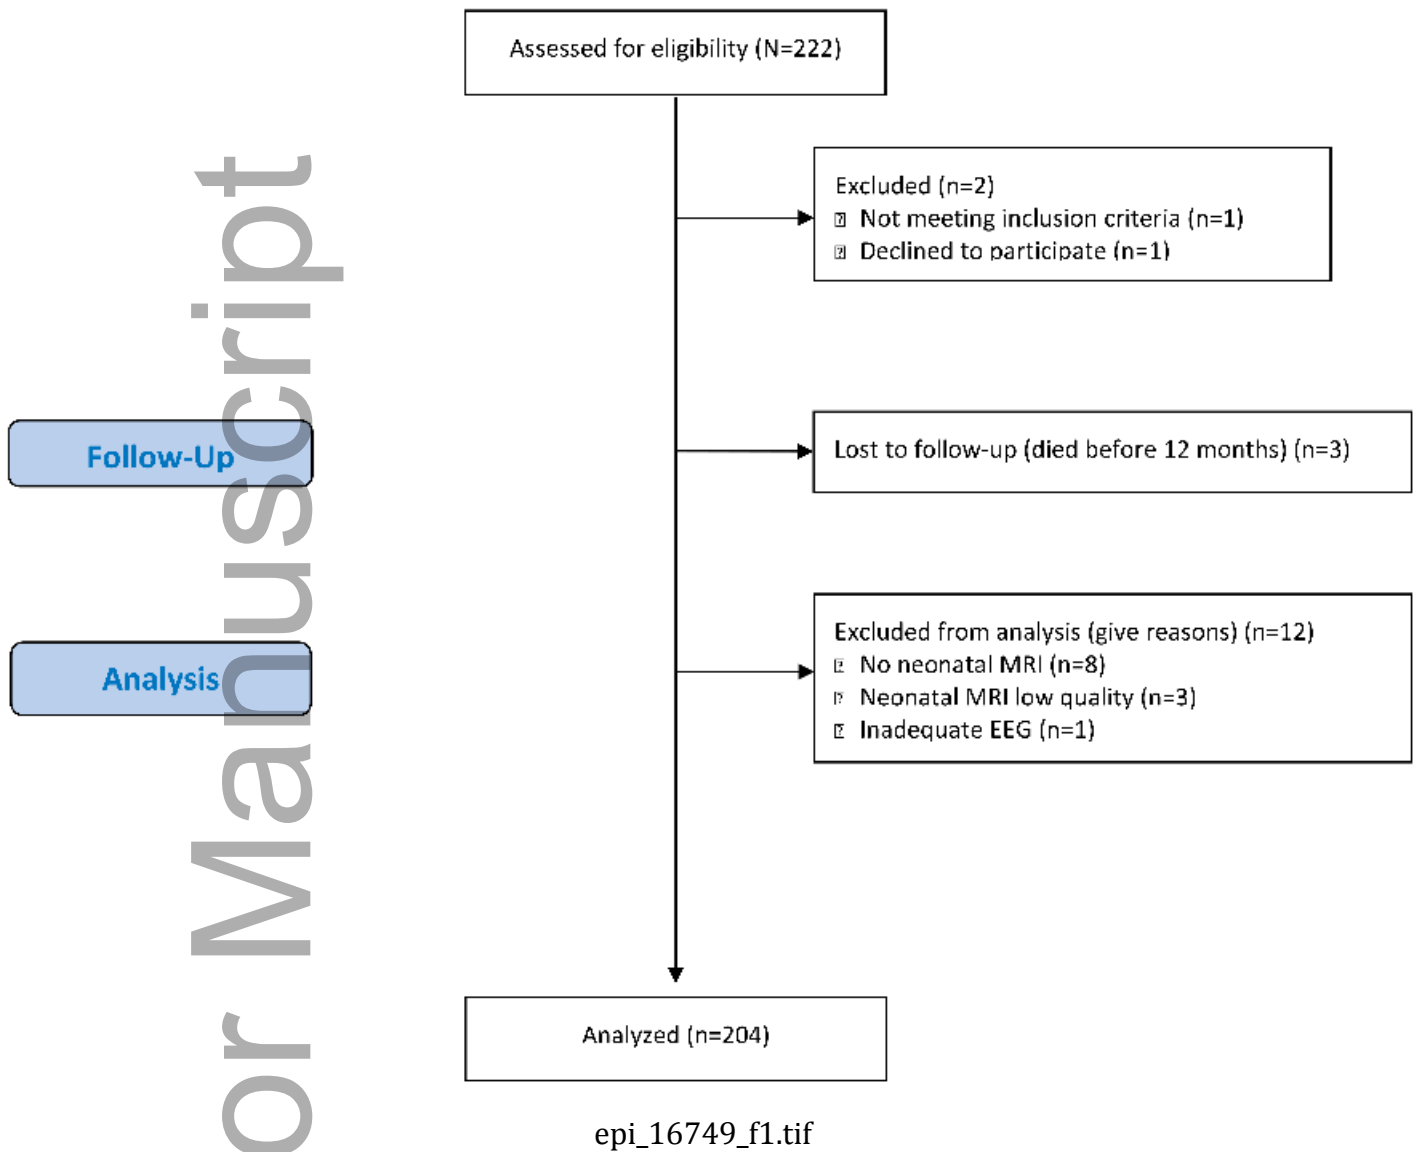 Assessed for eligibility (N=222)
Excluded (n=2)
Not meeting inclusion criteria (n=1)
Declined to participate (n=1)
Follow-Up
Lost to follow-up (died before 12 months) (n=3)
Analysis
Excluded from analysis (give reasons) (n=12)
No neonatal MRI (n=8)
Neonatal MRI low quality (n=3)
Inadequate EEG (n=1)
Analyzed (n=204)
epi_16749_f1.tif
or Manuscript